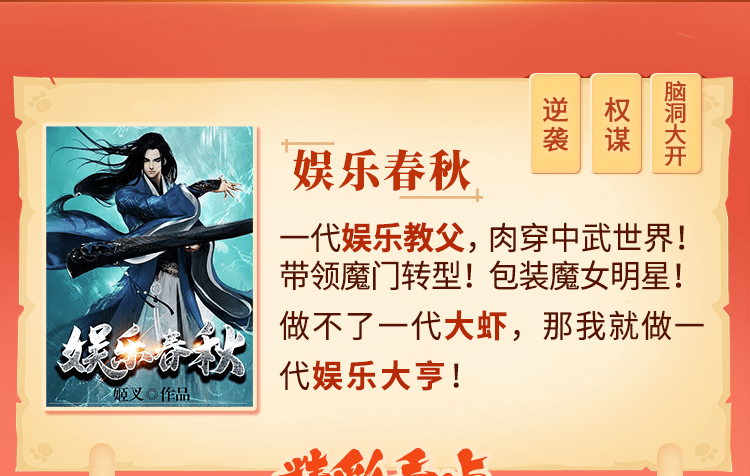 逆袭
权谋
脑洞大开
娱乐春秋
一代娱乐教父，肉穿中武世界！
带领魔门转型！包装魔女明星！
做不了一代大虾，那我就做一
代娱乐大亨！
娱乐春秋
姬叉◎作品